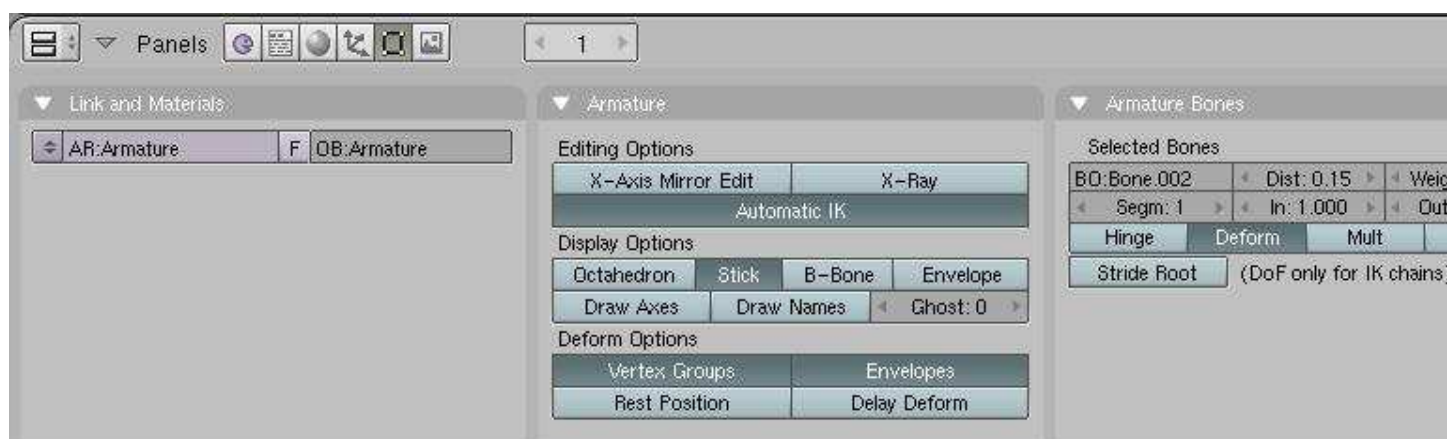 Panels 1
Link and Materials
AR:Armature F OB:Armature
Armature
Editing Options
X-Axis Mirror Edit X-Ray
Automatic IK
Display Options
Octahedron Stick B-Bone Envelope
Draw Axes Draw Names Ghost: 0
Deform Options
Vertex Groups Envelopes
Rest Position Delay Deform
Armature Bones
Selected Bones
BO:Bone.002 Dist: 0.15 Weig
Segm: 1 In: 1.000 Out
Hinge Deform Mult
Stride Root (DoF only for IK chains)